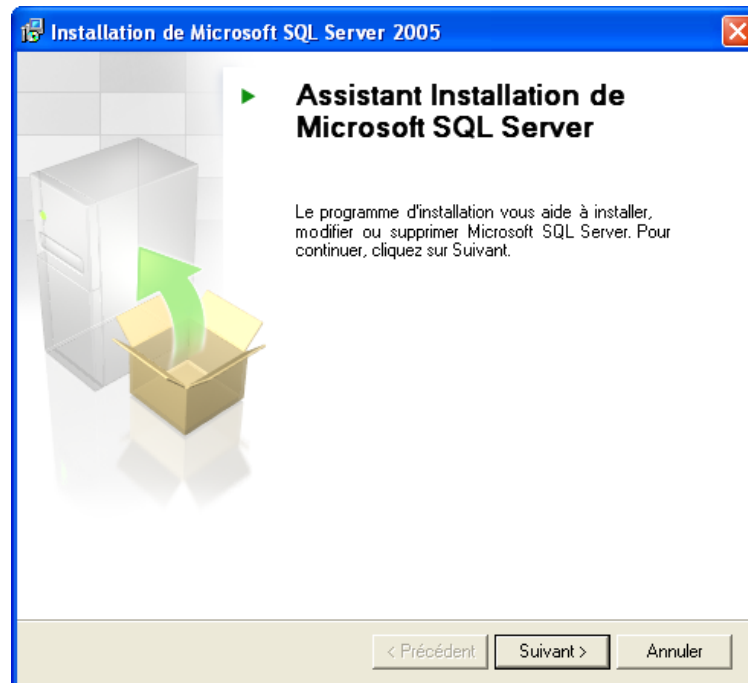 Installation de Microsoft SQL Server 2005
Assistant Installation de
Microsoft SQL Server
Le programme d'installation vous aide à installer,
modifier ou supprimer Microsoft SQL Server. Pour
continuer, cliquez sur Suivant.
< Précédent Suivant > Annuler